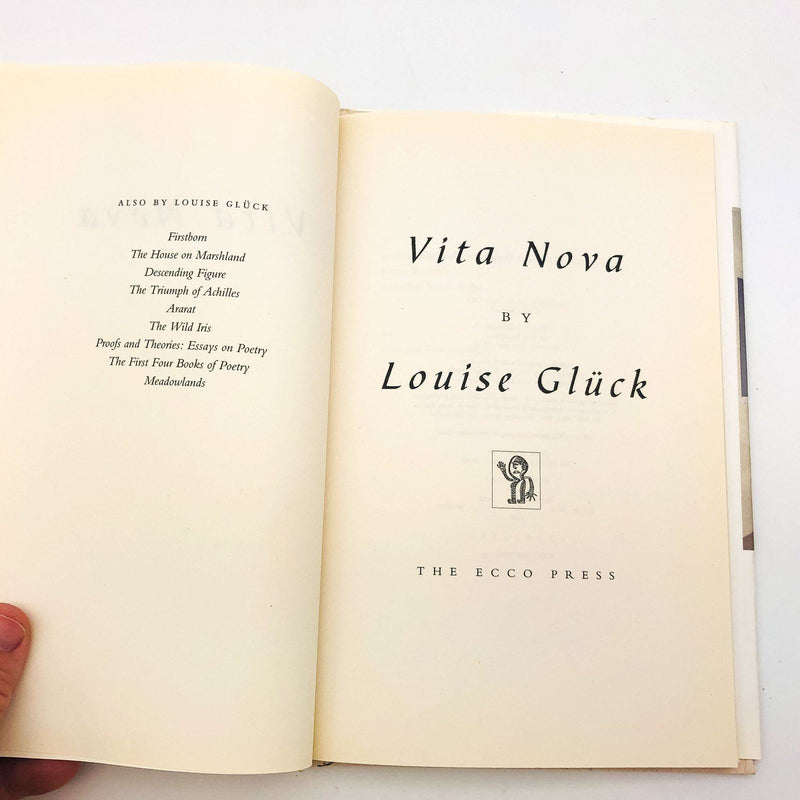 ALSO BY LOUISE GLÜCK
Firstborn
The House on Marshland
Descending Figure
The Triumph of Achilles
Ararat
The Wild Iris
Proofs and Theories: Essays on Poetry
The First Four Books of Poetry
Meadowlands
Vita Nova
BY
Louise Glück
THE ECCO PRESS